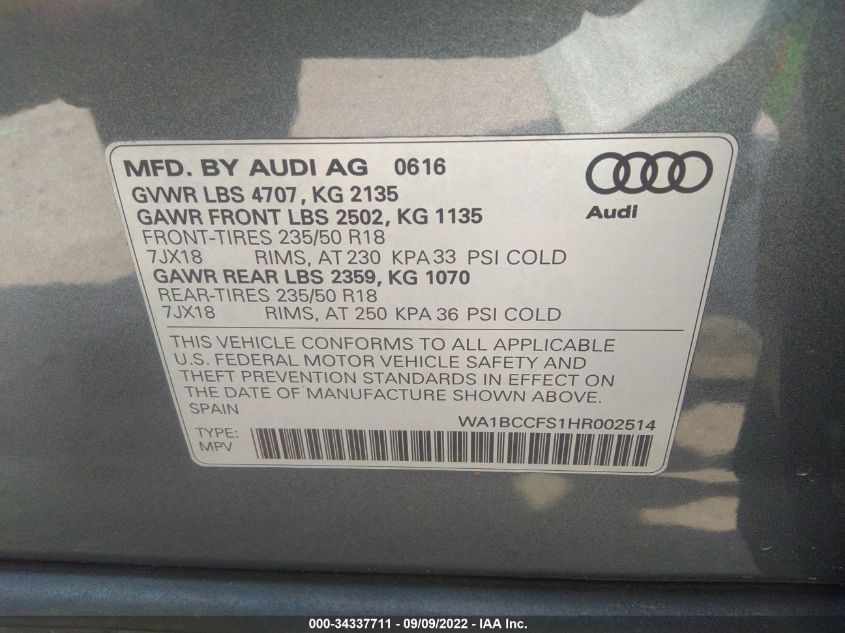 MFD. BY AUDI AG 0616
GVWR LBS 4707, KG 2135
GAWR FRONT LBS 2502, KG 1135
FRONT-TIRES 235/50 R18
7JX18 RIMS, AT 230 KPA 33 PSI COLD
GAWR REAR LBS 2359, KG 1070
REAR-TIRES 235/50 R18
7JX18 RIMS, AT 250 KPA 36 PSI COLD
Audi
THIS VEHICLE CONFORMS TO ALL APPLICABLE
U.S. FEDERAL MOTOR VEHICLE SAFETY AND
THEFT PREVENTION STANDARDS IN EFFECT ON
THE DATE OF MANUFACTURE SHOWN ABOVE.
SPAIN
WA1BCCFS1HR002514
TYPE:
MPV
000-34337711 - 09/09/2022 - IAA Inc.